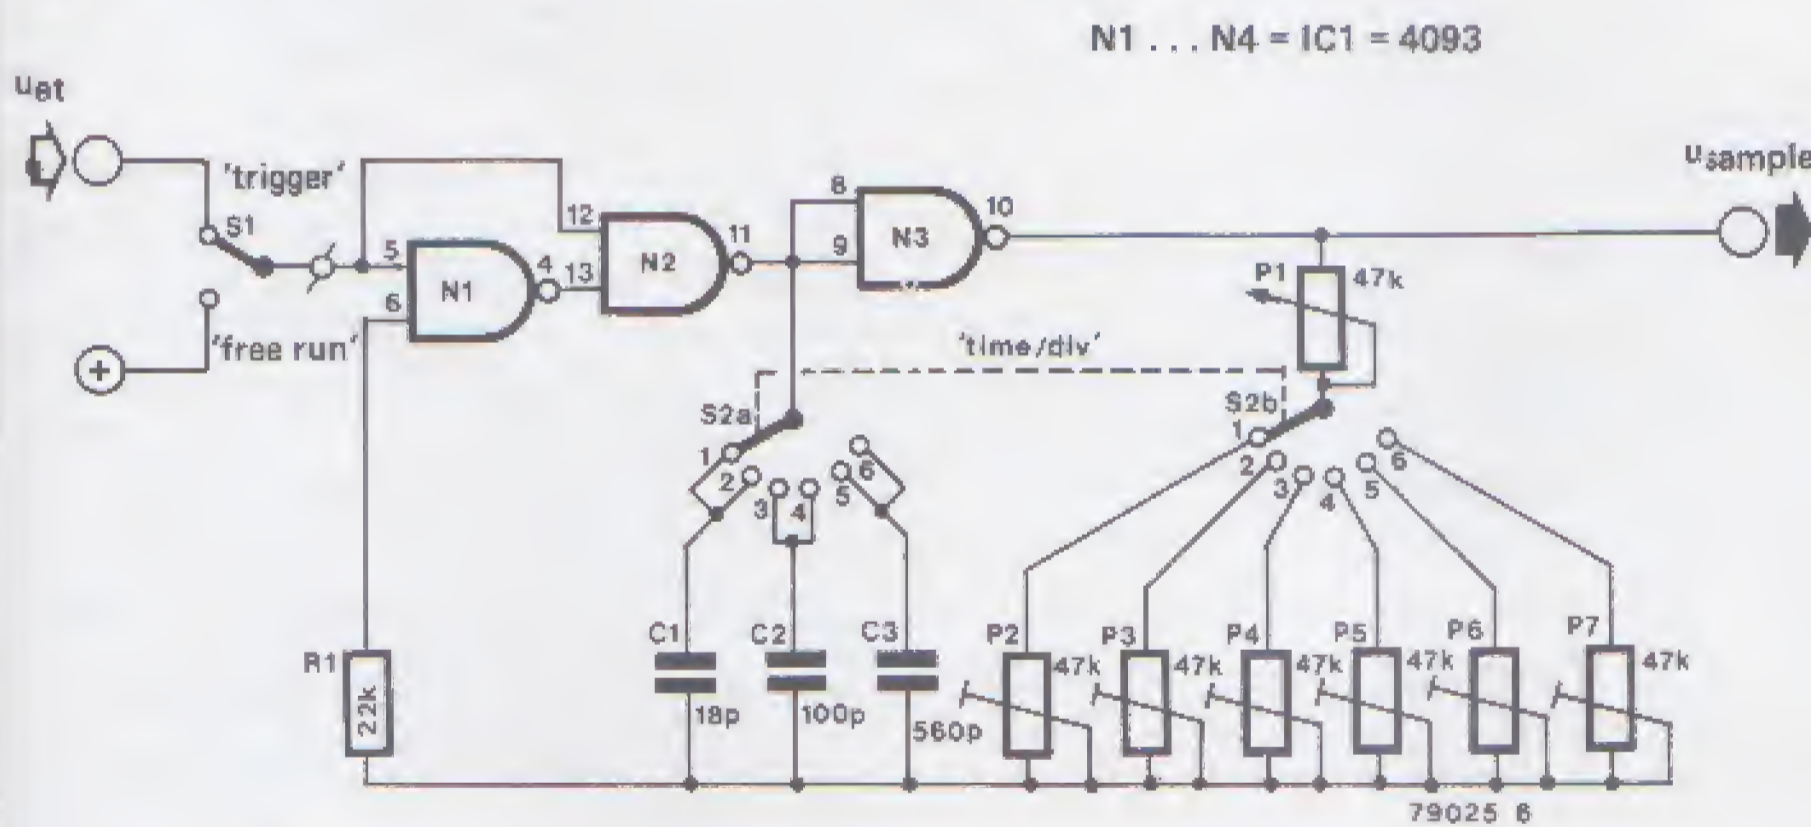 N1 . . . N4 = IC1 = 4093
uet
usample
'trigger'
S1
'free run'
+
5
6
N1
4
12
13
N2
11
8
9
N3
10
P1
47k
'time/div'
S2a
1
2
3
4
5
6
S2b
1
2
3
4
5
6
R1
22k
C1
18p
C2
100p
C3
560p
P2
47k
P3
47k
P4
47k
P5
47k
P6
47k
P7
47k
79025 6